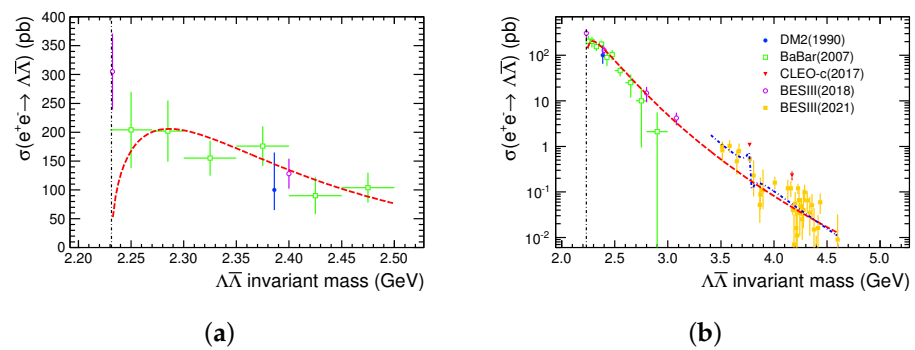 σ(e⁺e⁻→ ΛΛ̅) (pb)
400
350
300
250
200
150
100
50
0
2.20 2.25 2.30 2.35 2.40 2.45 2.50
ΛΛ̅ invariant mass (GeV)
(a)
σ(e⁺e⁻→ ΛΛ̅) (pb)
10²
10
1
10⁻¹
10⁻²
2.0 2.5 3.0 3.5 4.0 4.5 5.0
ΛΛ̅ invariant mass (GeV)
DM2(1990)
BaBar(2007)
CLEO-c(2017)
BESIII(2018)
BESIII(2021)
(b)